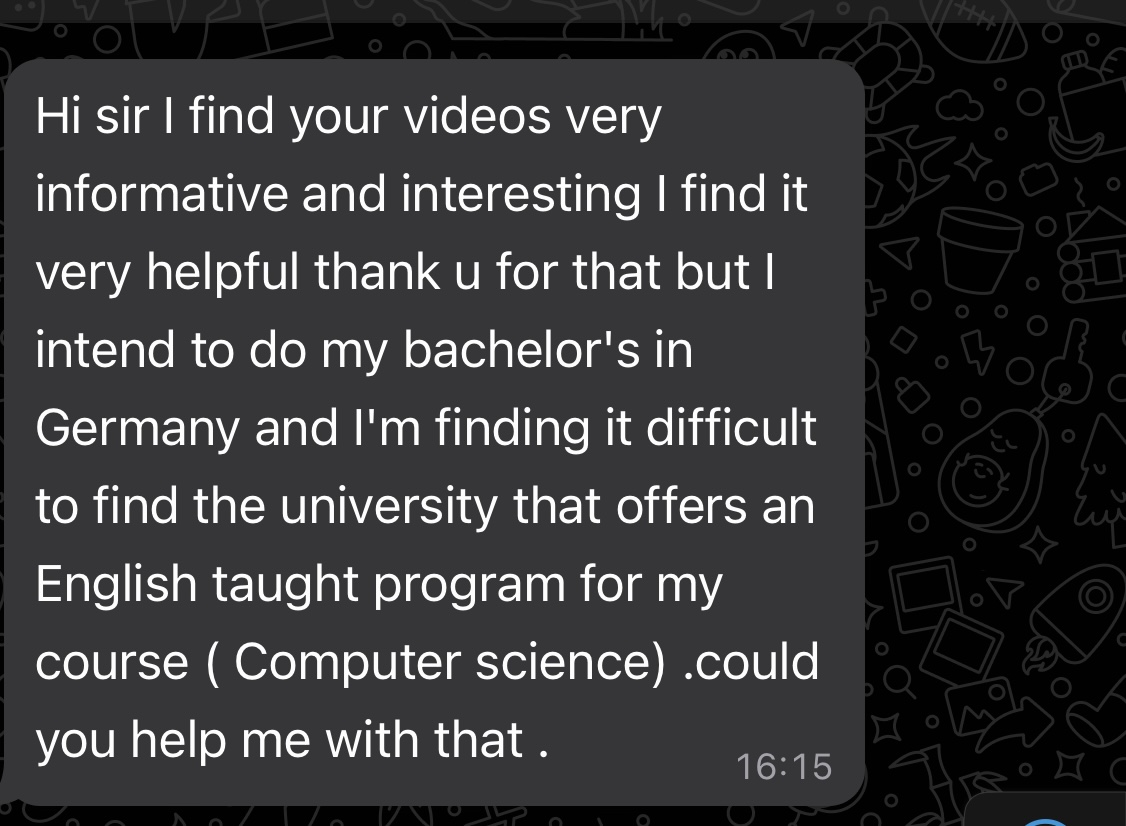 Hi sir I find your videos very
informative and interesting I find it
very helpful thank u for that but I
intend to do my bachelor's in
Germany and I'm finding it difficult
to find the university that offers an
English taught program for my
course ( Computer science) .could
you help me with that .
16:15